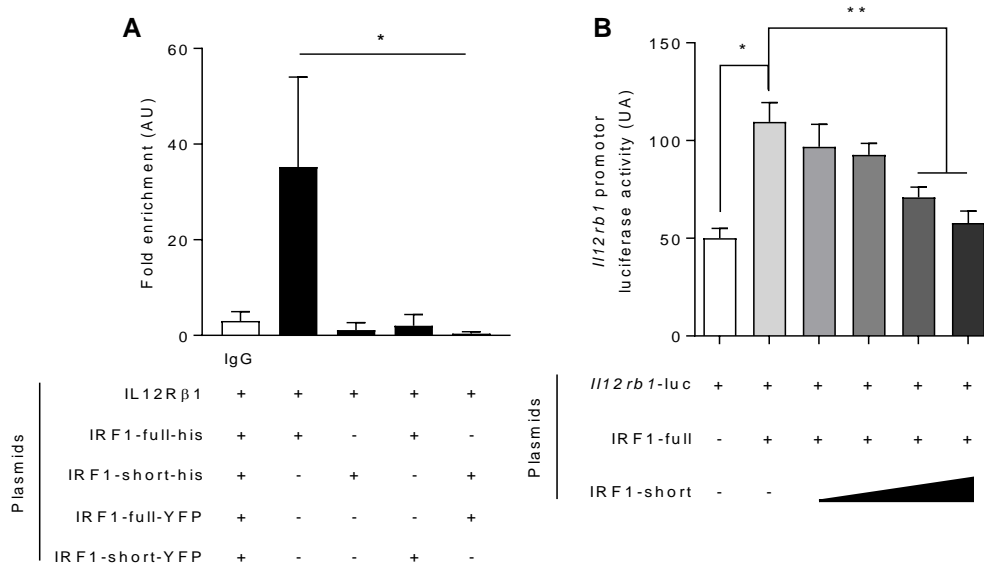 A
*
60
40
20
0
Fold enrichment (AU)
IgG
Plasmids
IL12Rβ1 + + + + +
IRF1-full-his + + - + -
IRF1-short-his + - + - +
IRF1-full-YFP + - - - +
IRF1-short-YFP + - - + -
B
**
*
150
100
50
0
Il12rb1 promotor
luciferase activity (UA)
Plasmids
Il12rb1-luc + + + + + +
IRF1-full - + + + + +
IRF1-short - -